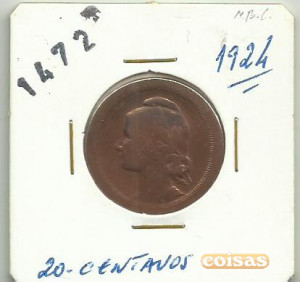 M.B.C.
1472
1924
20-CENTAVOS
coisas